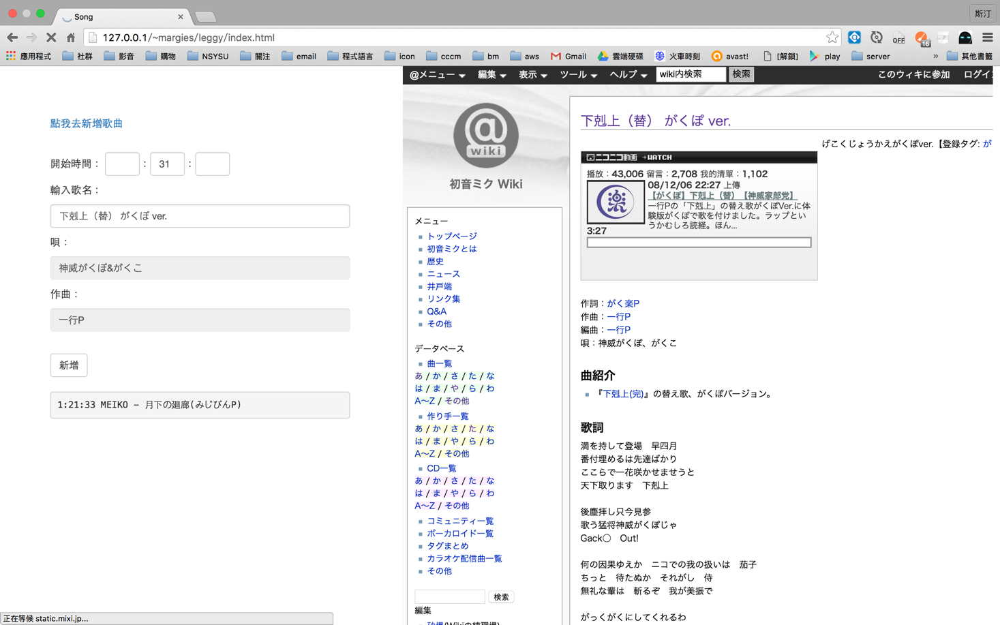 Song
斯汀
127.0.0.1/~margies/leggy/index.html
OFF
16
應用程式 社群 影音 購物 NSYSU 關注 email 程式語言 icon cccm bm aws Gmail 雲端硬碟 火車時刻 avast! [解鎖] play server » 其他書籤
@メニュー 編集 表示 ツール ヘルプ wiki内検索 検索 このウィキに参加 ログイン
點我去新增歌曲
開始時間： : 31 :
輸入歌名：
下剋上（替） がくぽ ver.
唄：
神威がくぽ&がくこ
作曲：
一行P
新增
1:21:33 MEIKO - 月下の廻廊(みじぴんP)
@
wiki
初音ミク Wiki
メニュー
トップページ
初音ミクとは
歴史
ニュース
井戸端
リンク集
Q&A
その他
データベース
曲一覧
あ / か / さ / た / な
は / ま / や / ら / わ
A～Z / その他
作り手一覧
あ / か / さ / た / な
は / ま / や / ら / わ
A～Z / その他
CD一覧
あ / か / さ / た / な
は / ま / や / ら / わ
A～Z / その他
コミュニティ一覧
ボーカロイド一覧
タグまとめ
カラオケ配信曲一覧
その他
検索
編集
砂場(Wikiの練習場)
下剋上（替） がくぽ ver.
げこくじょうかえがくぽver.【登録タグ: が
ニコニコ動画 →WATCH
播放：43,006 留言：2,708 我的清單：1,102
08/12/06 22:27 上傳
【がくぽ】下剋上（替）【神威家郎党】
一行Pの「下剋上」の替え歌がくぽVer.に体
験版がくぽで歌を付けました。ラップとい
うかむしろ読経。ほん...
楽
3:27
作詞：がく楽P
作曲：一行P
編曲：一行P
唄：神威がくぽ、がくこ
曲紹介
『下剋上(完)』の替え歌、がくぽバージョン。
歌詞
満を持して登場　早四月
番付埋めるは先達ばかり
ここらで一花咲かせませうと
天下取ります　下剋上
後塵拝し只今見参
歌う猛将神威がくぽじゃ
Gack〇　Out!
何の因果ゆえか　ニコでの我の扱いは　茄子
ちっと　待たぬか　それがし　侍
無礼な輩は　斬るぞ　我が美振で
がっくがくにしてくれるわ
正在等候 static.mixi.jp...